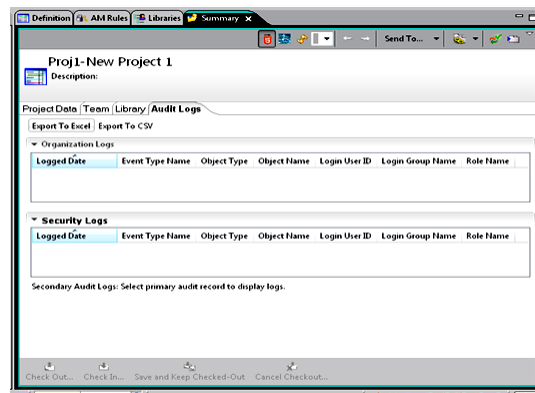 Definition AM Rules Libraries Summary
Send To...
Proj1-New Project 1
Description:
Project Data Team Library Audit Logs
Export To Excel Export To CSV
Organization Logs
Logged Date Event Type Name Object Type Object Name Login User ID Login Group Name Role Name
Security Logs
Logged Date Event Type Name Object Type Object Name Login User ID Login Group Name Role Name
Secondary Audit Logs: Select primary audit record to display logs.
Check Out... Check In... Save and Keep Checked-Out Cancel Checkout...